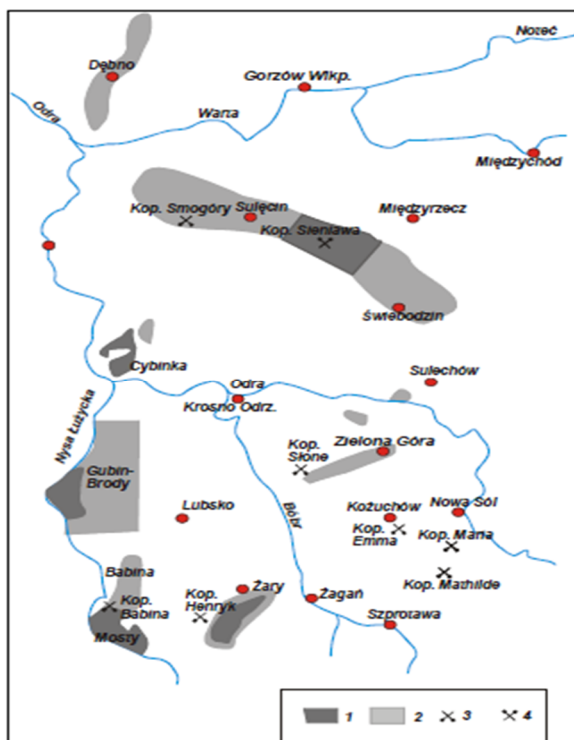 Noteć
Dębno
Gorzów Wlkp.
Odra
Warta
Międzychód
Kop. Smogóry
Sulęcin
Międzyrzecz
Kop. Sieniawa
Świebodzin
Cybinka
Sulechów
Odra
Krosno Odrz.
Nysa Łużycka
Kop.
Słone
Zielona Góra
Gubin-
Brody
Lubsko
Bóbr
Kożuchów
Nowa Sól
Kop.
Emma
Kop. Maria
Babina
Kop.
Babina
Kop.
Henryk
Żary
Żagań
Kop. Mathilde
Szprotawa
Mosty
1 2 3 4